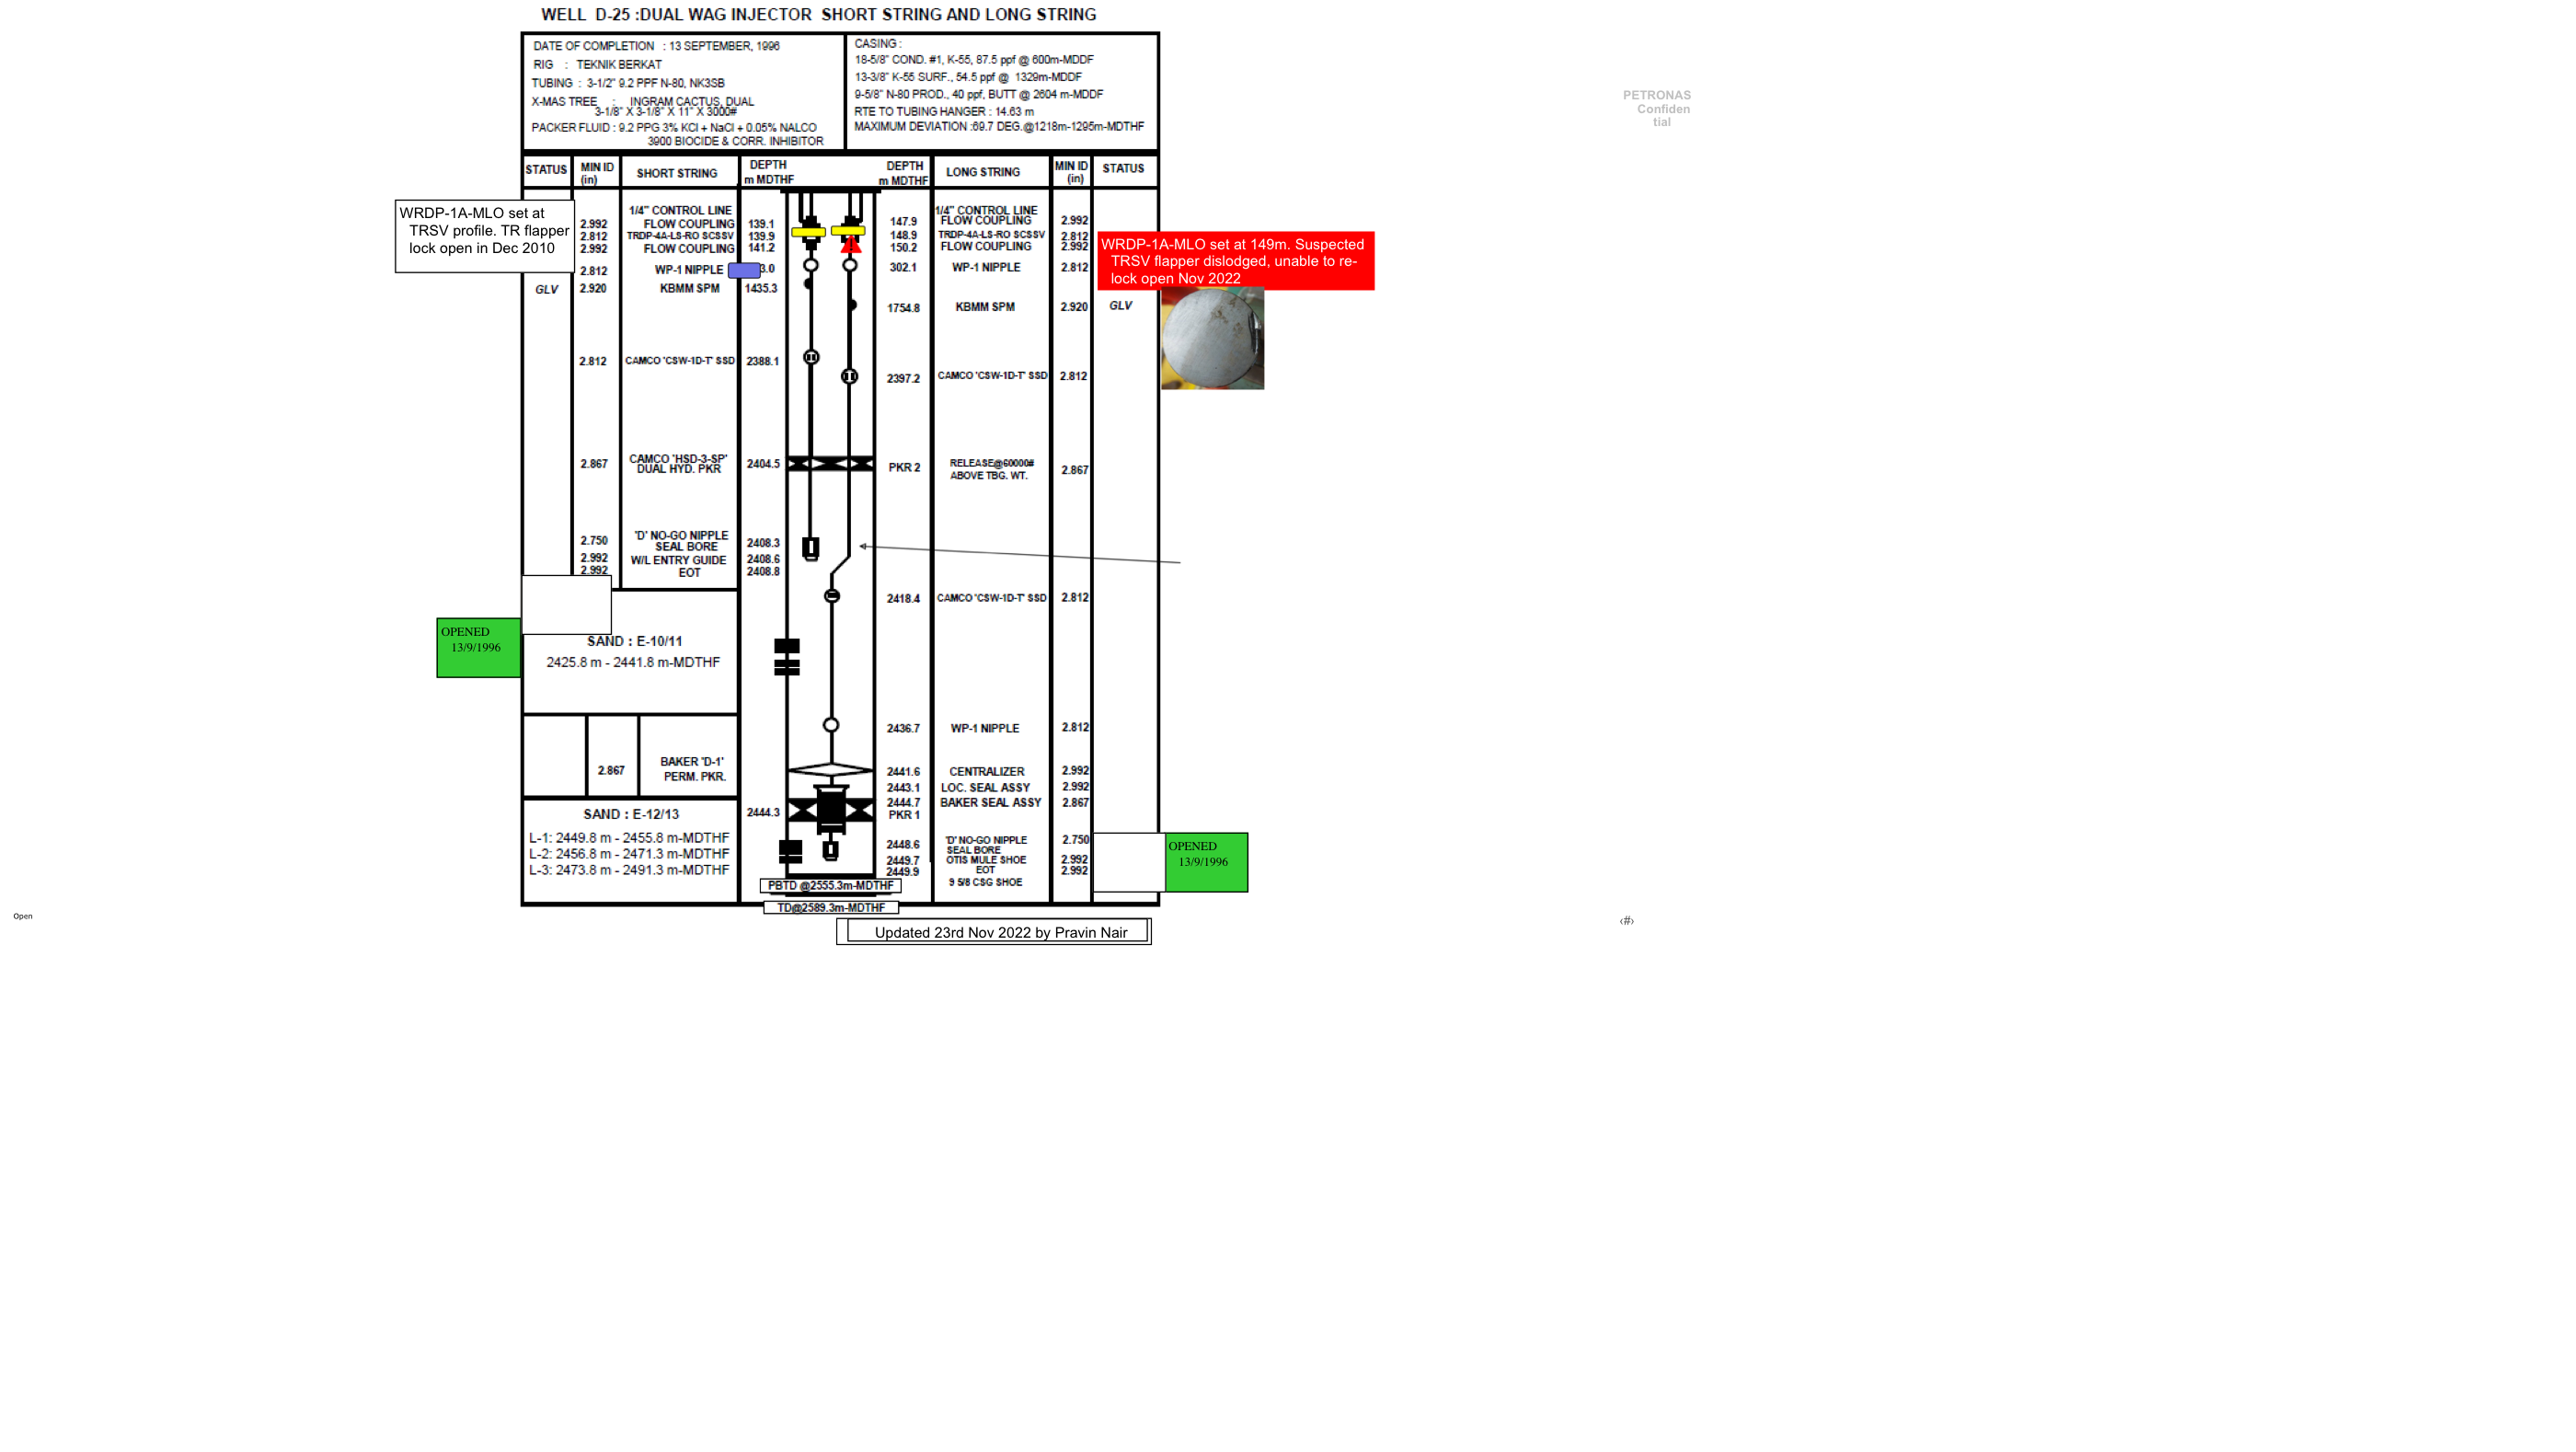 WELL D-25 :DUAL WAG INJECTOR SHORT STRING AND LONG STRING
DATE OF COMPLETION : 13 SEPTEMBER, 1996
RIG : TEKNIK BERKAT
TUBING : 3-1/2" 9.2 PPF N-80, NK3SB
X-MAS TREE : INGRAM CACTUS, DUAL
3-1/8" X 3-1/8" X 11" X 3000#
PACKER FLUID : 9.2 PPG 3% KCl + NaCl + 0.05% NALCO
3900 BIOCIDE & CORR. INHIBITOR
CASING :
18-5/8" COND. #1, K-55, 87.5 ppf @ 600m-MDDF
13-3/8" K-55 SURF., 54.5 ppf @ 1329m-MDDF
9-5/8" N-80 PROD., 40 ppf, BUTT @ 2604 m-MDDF
RTE TO TUBING HANGER : 14.63 m
MAXIMUM DEVIATION :69.7 DEG.@1218m-1295m-MDTHF
PETRONAS
Confiden
tial
STATUS
MIN ID
(in)
SHORT STRING
DEPTH
m MDTHF
DEPTH
m MDTHF
LONG STRING
MIN ID
(in)
STATUS
WRDP-1A-MLO set at
TRSV profile. TR flapper
lock open in Dec 2010
1/4" CONTROL LINE
2.992 FLOW COUPLING 139.1
2.812 TRDP-4A-LS-RO SCSSV 139.9
2.992 FLOW COUPLING 141.2
2.812 WP-1 NIPPLE 3.0
GLV 2.920 KBMM SPM 1435.3
2.812 CAMCO 'CSW-1D-T' SSD 2388.1
2.867 CAMCO 'HSD-3-SP' 2404.5
DUAL HYD. PKR
2.750 'D' NO-GO NIPPLE 2408.3
SEAL BORE
2.992 W/L ENTRY GUIDE 2408.6
2.992 EOT 2408.8
OPENED
13/9/1996
SAND : E-10/11
2425.8 m - 2441.8 m-MDTHF
2.867 BAKER 'D-1'
PERM. PKR.
SAND : E-12/13 2444.3
L-1: 2449.8 m - 2455.8 m-MDTHF
L-2: 2456.8 m - 2471.3 m-MDTHF
L-3: 2473.8 m - 2491.3 m-MDTHF
1/4" CONTROL LINE
147.9 FLOW COUPLING 2.992
148.9 TRDP-4A-LS-RO SCSSV 2.812
150.2 FLOW COUPLING 2.992
302.1 WP-1 NIPPLE 2.812
1754.8 KBMM SPM 2.920 GLV
2397.2 CAMCO 'CSW-1D-T' SSD 2.812
PKR 2 RELEASE@60000# 2.867
ABOVE TBG. WT.
2418.4 CAMCO 'CSW-1D-T' SSD 2.812
2436.7 WP-1 NIPPLE 2.812
2441.6 CENTRALIZER 2.992
2443.1 LOC. SEAL ASSY 2.992
2444.7 BAKER SEAL ASSY 2.867
PKR 1
2448.6 'D' NO-GO NIPPLE 2.750
SEAL BORE
2449.7 OTIS MULE SHOE 2.992
2449.9 EOT 2.992
9 5/8 CSG SHOE
WRDP-1A-MLO set at 149m. Suspected
TRSV flapper dislodged, unable to re-
lock open Nov 2022
OPENED
13/9/1996
PBTD @2555.3m-MDTHF
TD@2589.3m-MDTHF
Open
‹#›
Updated 23rd Nov 2022 by Pravin Nair